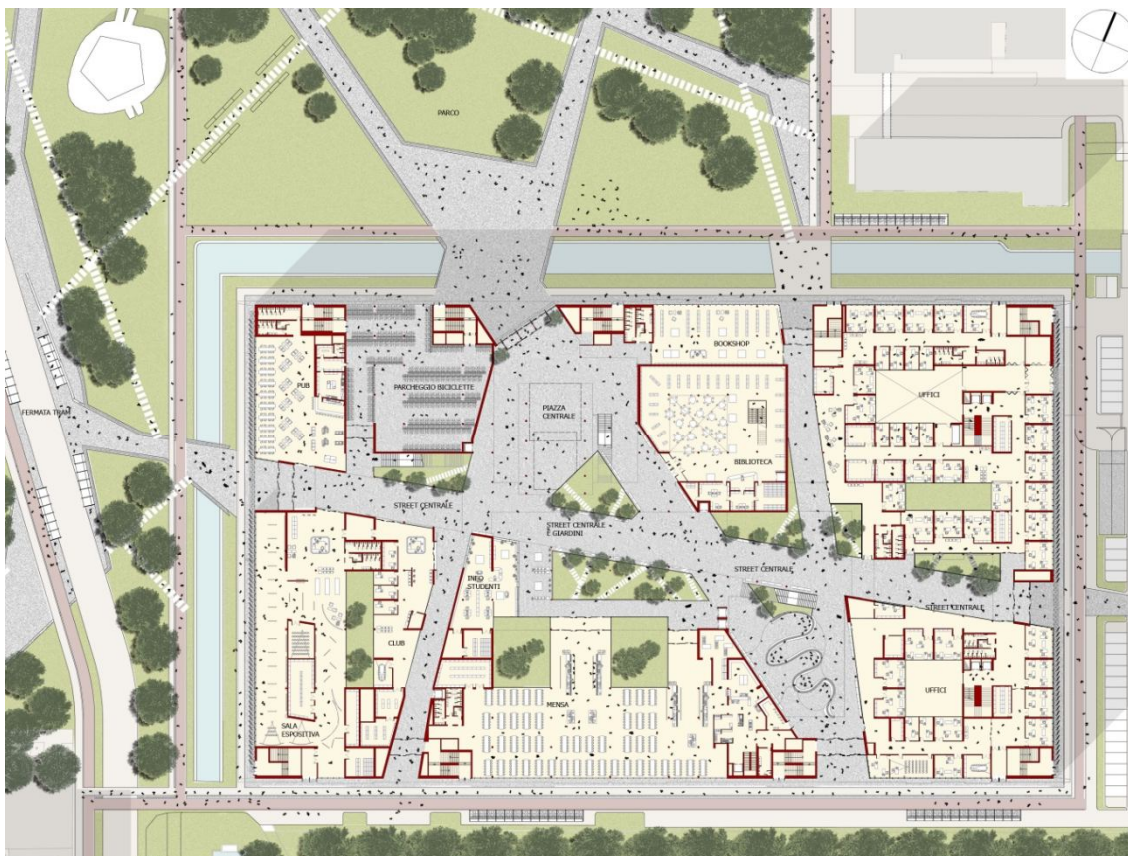 PARCO
BOOKSHOP
PUB
PARCHEGGIO BICICLETTE
UFFICI
FERMATA TRAM
PIAZZA
CENTRALE
BIBLIOTECA
STREET CENTRALE
STREET CENTRALE
E GIARDINI
STREET CENTRALE
INFO
STUDENTI
STREET CENTRALE
CLUB
UFFICI
MENSA
SALA
ESPOSITIVA